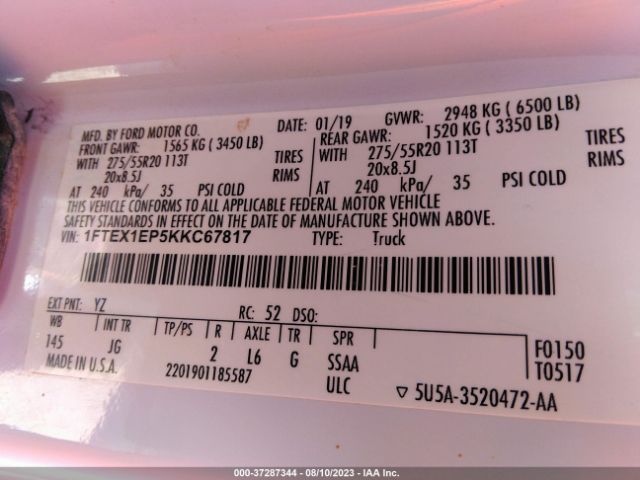 MFD. BY FORD MOTOR CO.
DATE: 01/19 GVWR: 2948 KG ( 6500 LB)
FRONT GAWR: 1565 KG ( 3450 LB)
REAR GAWR: 1520 KG ( 3350 LB)
WITH 275/55R20 113T TIRES
WITH 275/55R20 113T TIRES
20x8.5J RIMS
20x8.5J RIMS
AT 240 kPa/ 35 PSI COLD
AT 240 kPa/ 35 PSI COLD
THIS VEHICLE CONFORMS TO ALL APPLICABLE FEDERAL MOTOR VEHICLE
SAFETY STANDARDS IN EFFECT ON THE DATE OF MANUFACTURE SHOWN ABOVE.
VIN: 1FTEX1EP5KKC67817 TYPE: Truck
EXT PNT: YZ RC: 52 DSO:
WB INT TR TP/PS R AXLE TR SPR
145 JG 2 L6 G SSAA F0150
ULC T0517
MADE IN U.S.A. 2201901185587
▽ 5U5A-3520472-AA
000-37287344 / 08/10/2023 - IAA Inc.